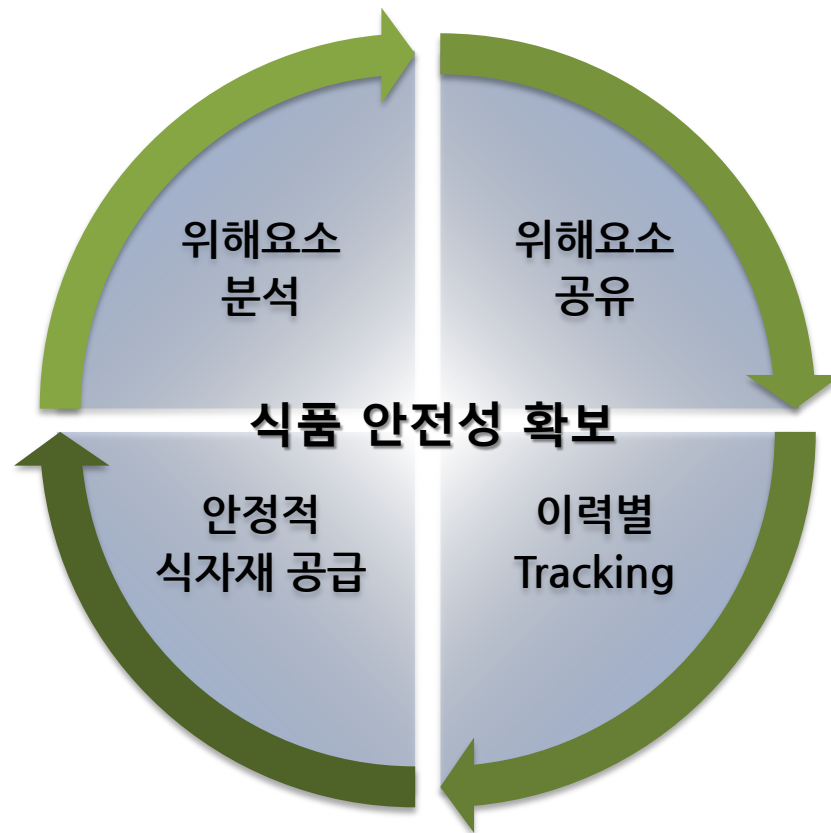 위해요소
분석
위해요소
공유
식품 안전성 확보
안정적
식자재 공급
이력별
Tracking